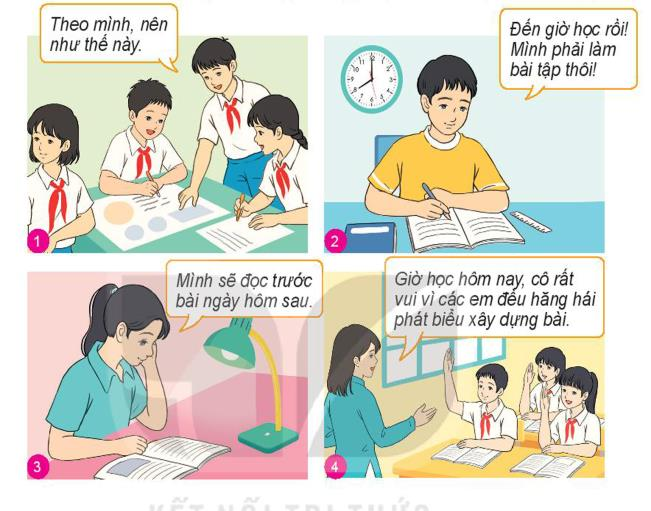 Theo mình, nên
như thế này.
Đến giờ học rồi!
Mình phải làm
bài tập thôi!
1
2
Mình sẽ đọc trước
bài ngày hôm sau.
Giờ học hôm nay, cô rất
vui vì các em đều hăng hái
phát biểu xây dựng bài.
3
4
KẾT NỐI TRI THỨC